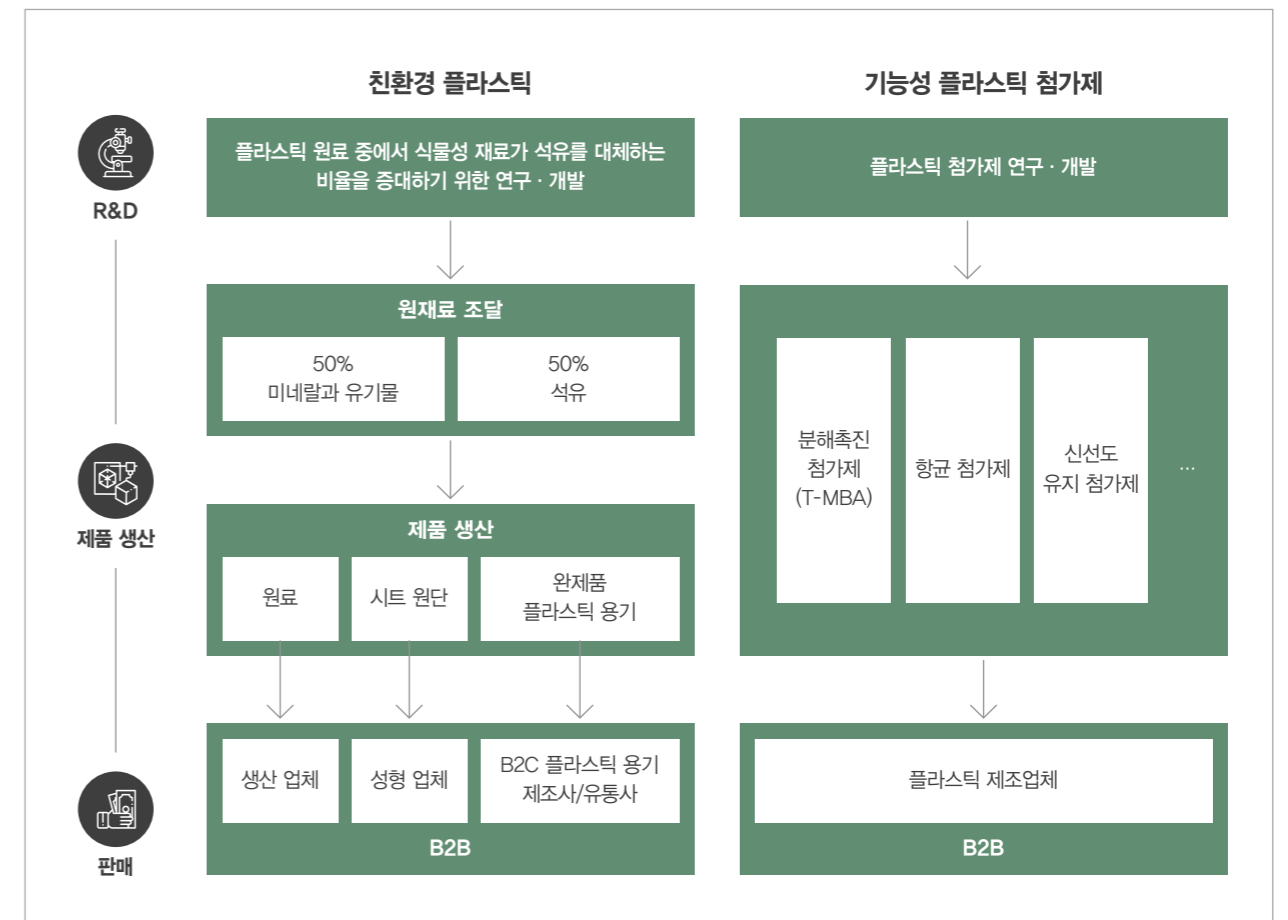 친환경 플라스틱
기능성 플라스틱 첨가제
R&D
플라스틱 원료 중에서 식물성 재료가 석유를 대체하는
비율을 증대하기 위한 연구 · 개발
플라스틱 첨가제 연구 · 개발
원재료 조달
50%
미네랄과 유기물
50%
석유
제품 생산
제품 생산
원료
시트 원단
완제품
플라스틱 용기
분해촉진
첨가제
(T-MBA)
항균 첨가제
신선도
유지 첨가제
...
판매
생산 업체
성형 업체
B2C 플라스틱 용기
제조사/유통사
B2B
플라스틱 제조업체
B2B